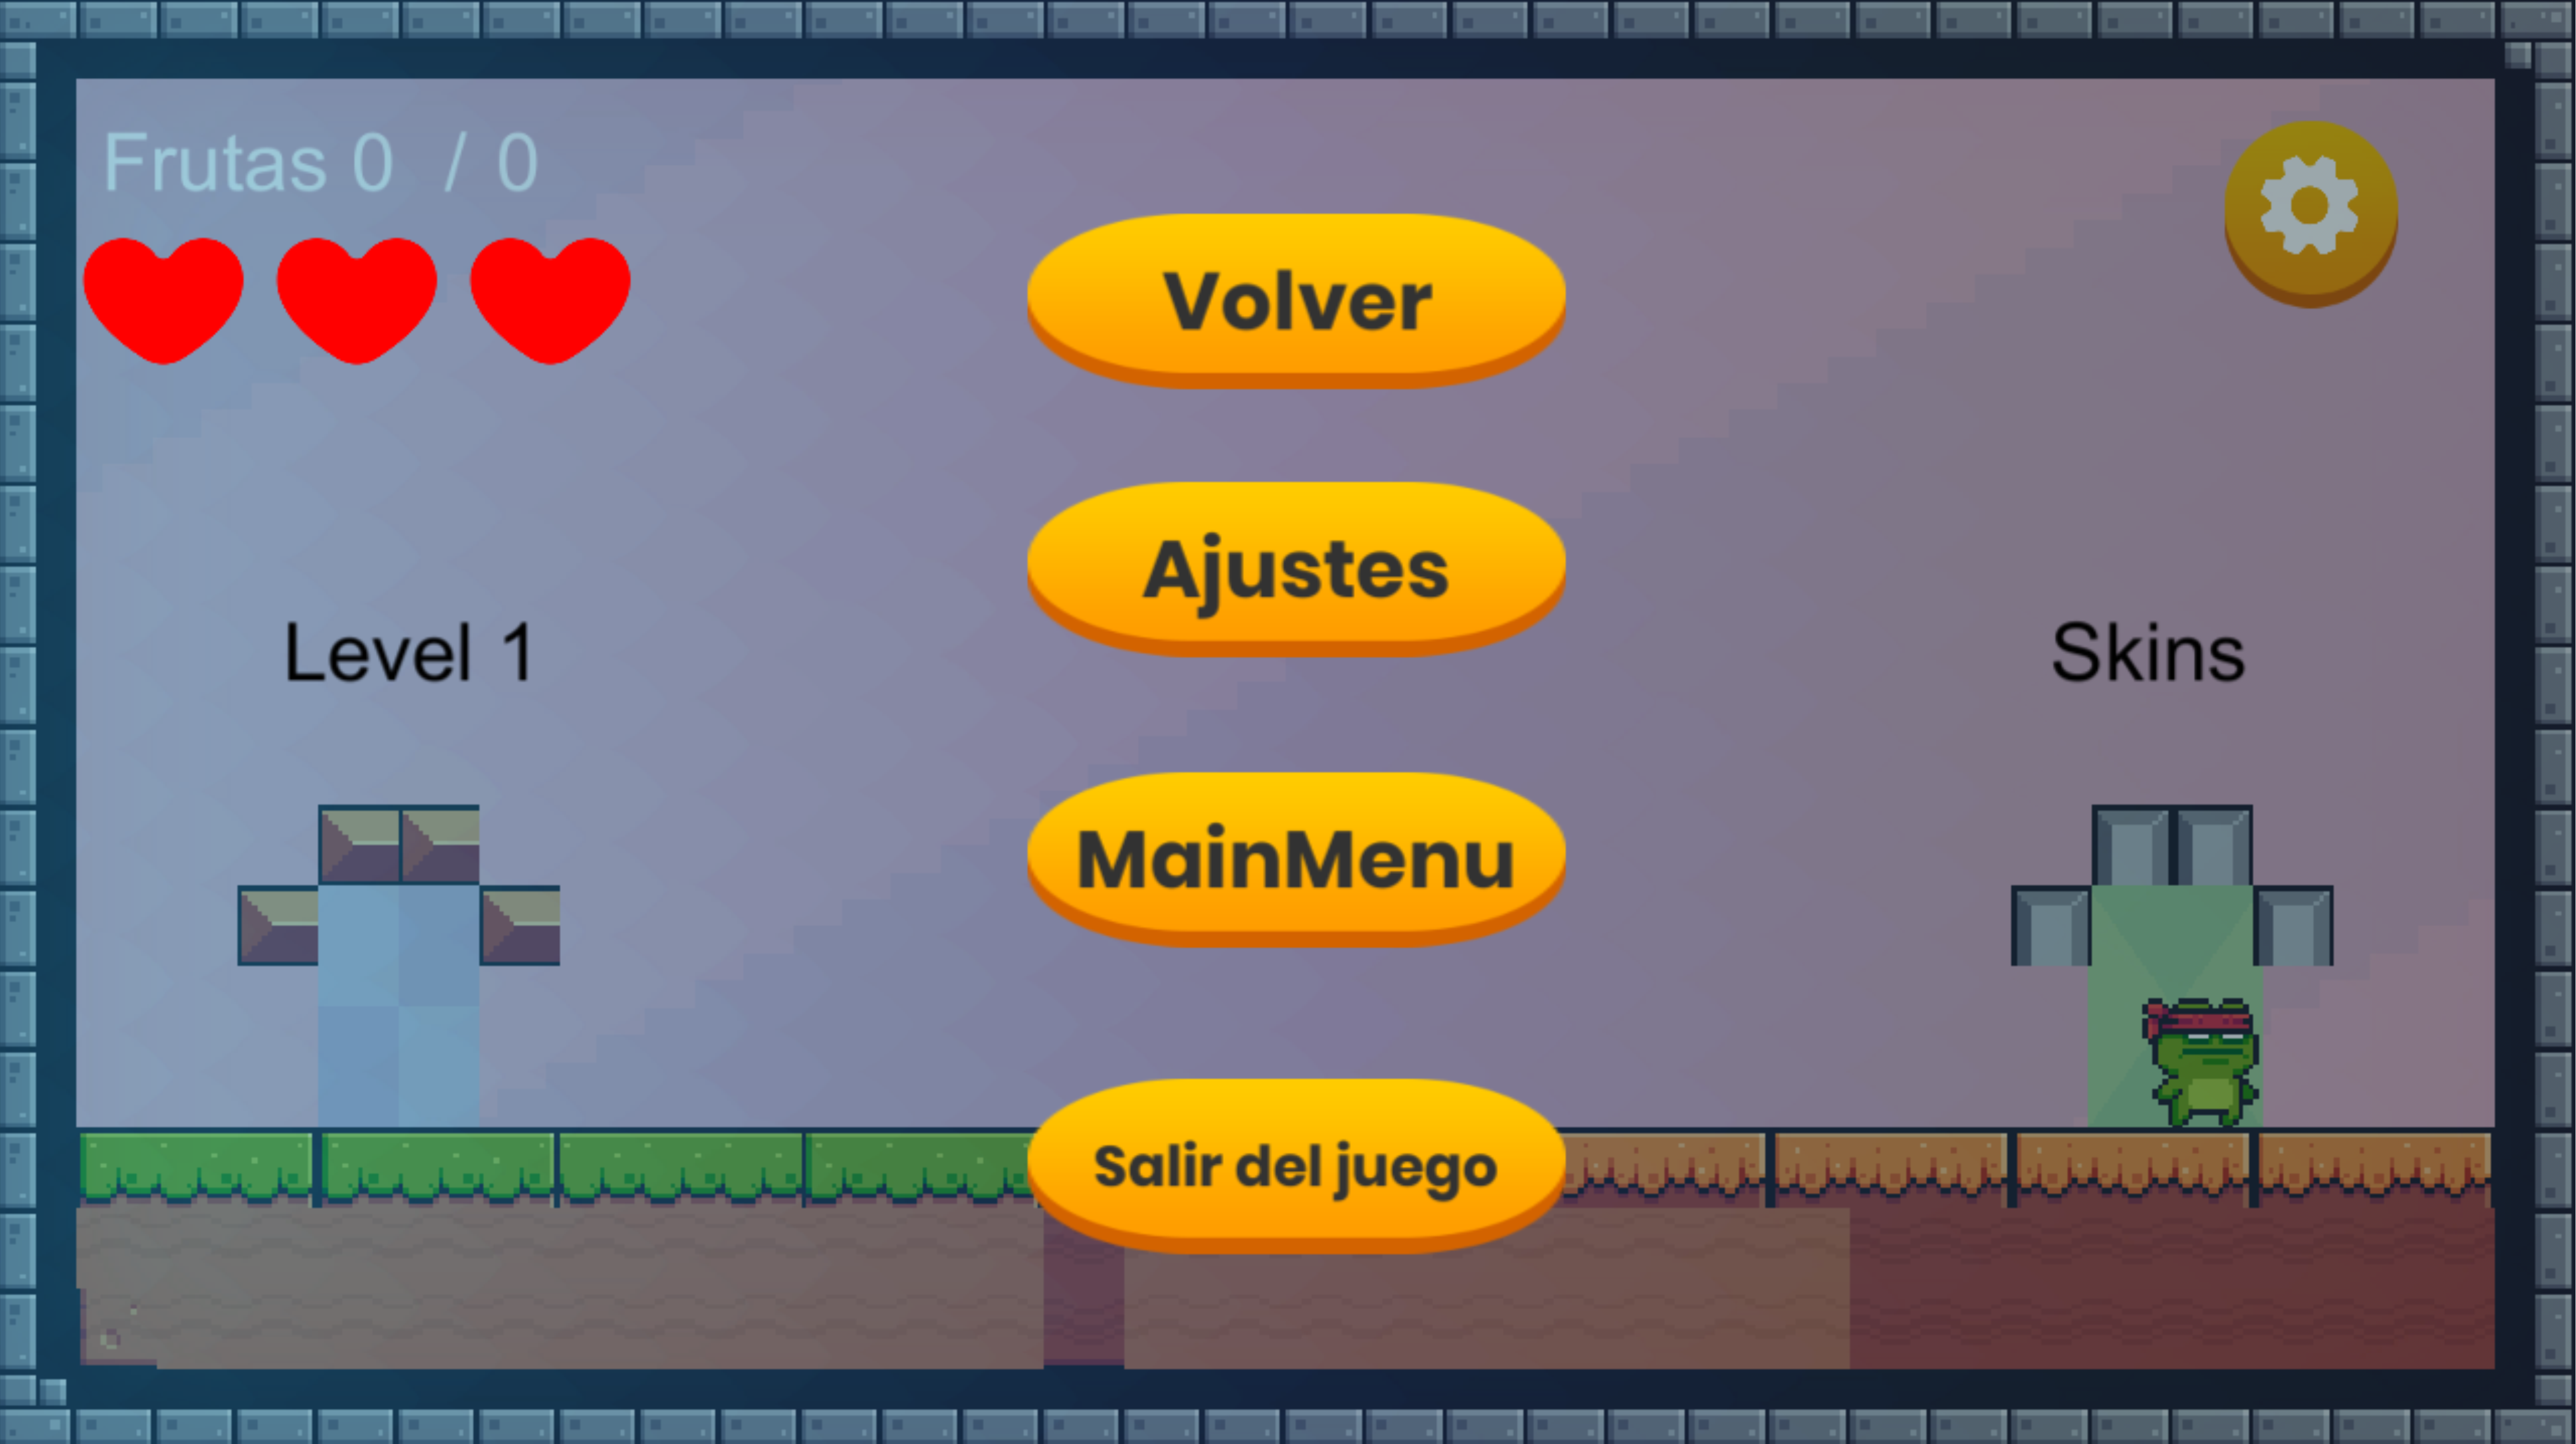 Frutas 0 / 0
Volver
Ajustes
Level 1
Skins
MainMenu
Salir del juego